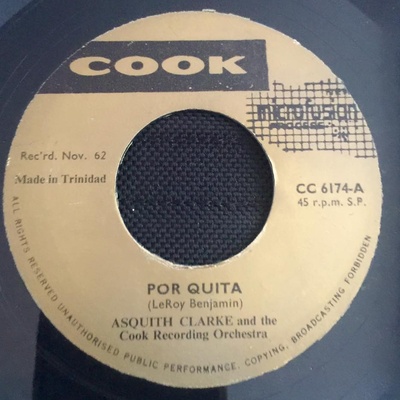 COOK
microfusion
PROCESS
Rec'rd. Nov. 62
Made in Trinidad
CC 6174-A
45 r.p.m. S.P.
POR QUITA
(LeRoy Benjamin)
ASQUITH CLARKE and the
Cook Recording Orchestra
ALL RIGHTS RESERVED UNAUTHORISED PUBLIC PERFORMANCE, COPYING, BROADCASTING FORBIDDEN